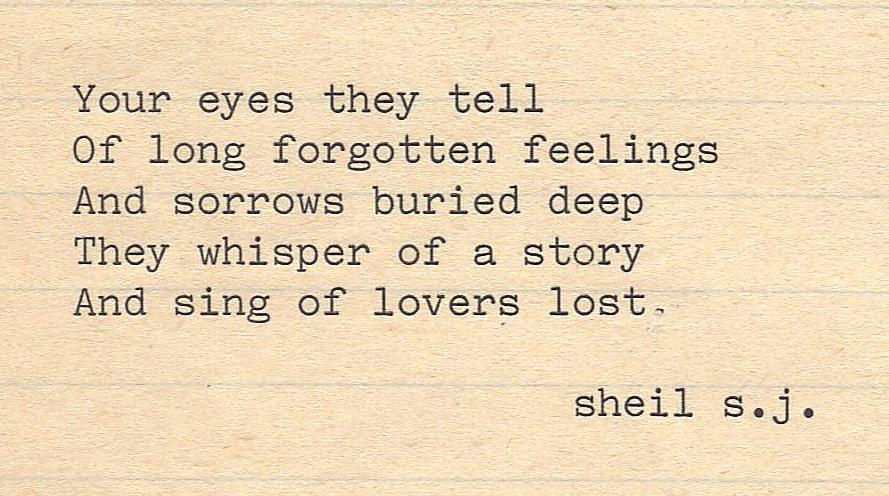 Your eyes they tell
Of long forgotten feelings
And sorrows buried deep
They whisper of a story
And sing of lovers lost.
sheil s.j.